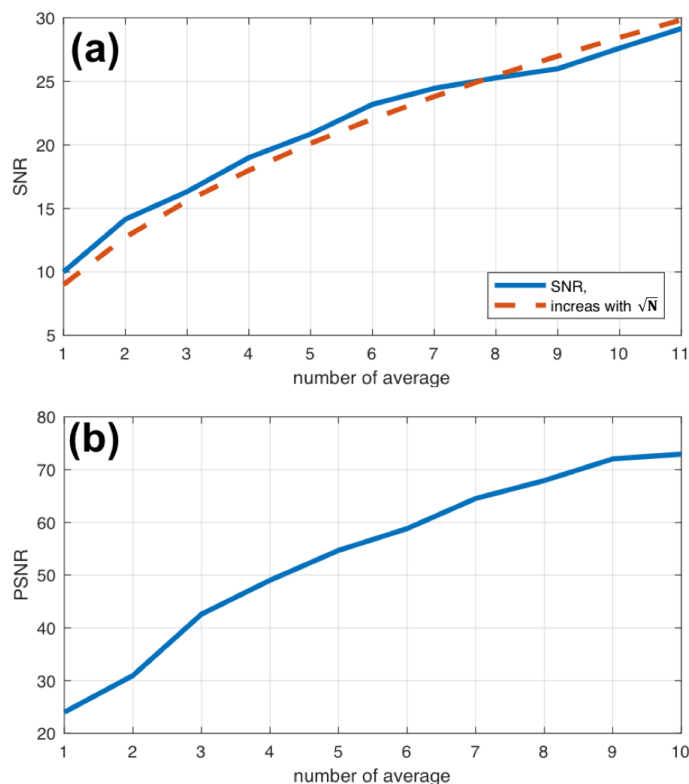 (a)
30
25
20
15
10
5
SNR
SNR,
increas with √N
1 2 3 4 5 6 7 8 9 10 11
number of average
(b)
80
70
60
50
40
30
20
PSNR
1 2 3 4 5 6 7 8 9 10
number of average